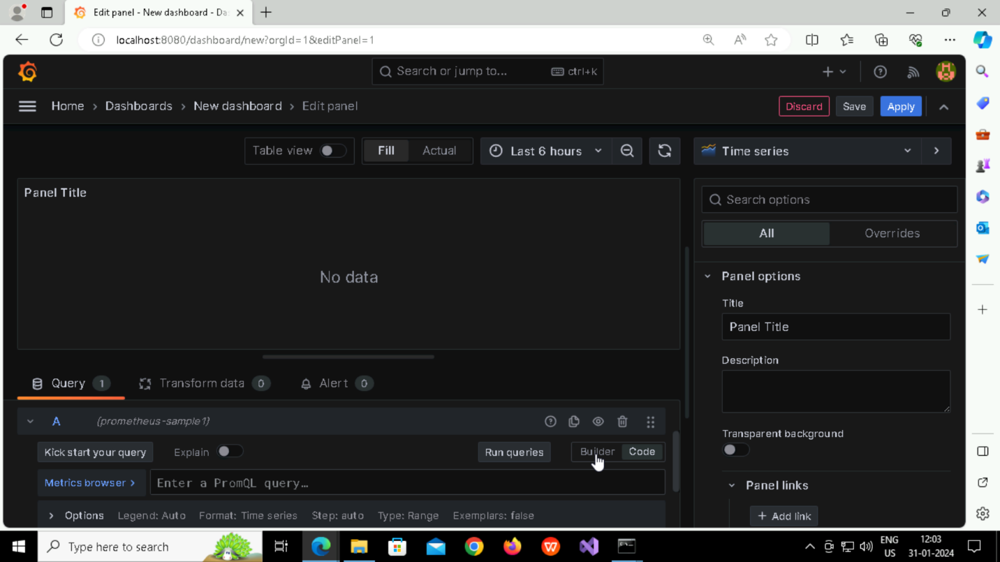 Edit panel - New dashboard - Da
localhost:8080/dashboard/new?orgId=1&editPanel=1
Search or jump to... ctrl+k
Home › Dashboards › New dashboard › Edit panel
Discard Save Apply
Table view Fill Actual Last 6 hours Time series
Panel Title
No data
Search options
All Overrides
Panel options
Title
Panel Title
Description
Transparent background
Panel links
+ Add link
Query 1 Transform data 0 Alert 0
A (prometheus-sample1)
Kick start your query Explain Run queries Builder Code
Metrics browser › Enter a PromQL query…
› Options Legend: Auto Format: Time series Step: auto Type: Range Exemplars: false
Type here to search
ENG
US
12:03
31-01-2024